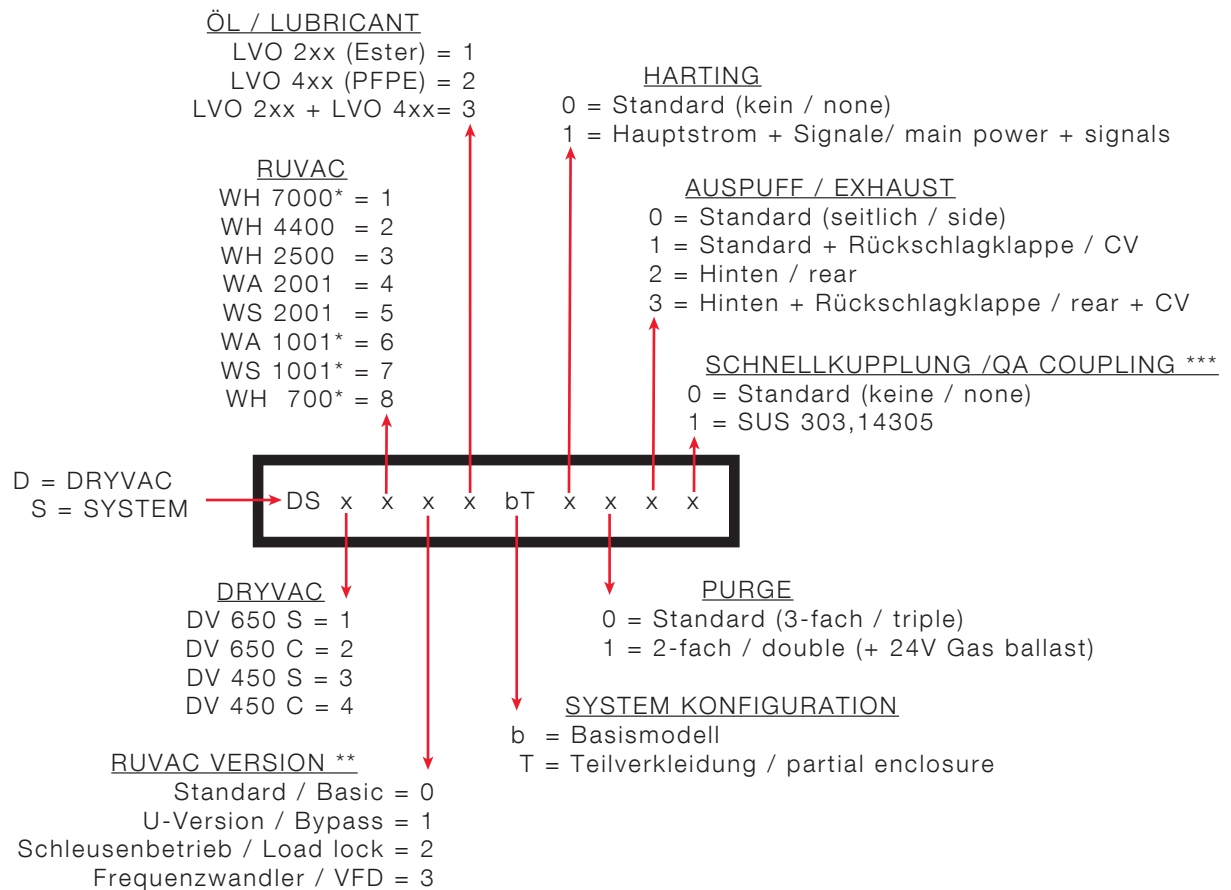 ÖL / LUBRICANT
LVO 2xx (Ester) = 1
LVO 4xx (PFPE) = 2
LVO 2xx + LVO 4xx= 3
HARTING
0 = Standard (kein / none)
1 = Hauptstrom + Signale/ main power + signals
RUVAC
WH 7000* = 1
WH 4400 = 2
WH 2500 = 3
WA 2001 = 4
WS 2001 = 5
WA 1001* = 6
WS 1001* = 7
WH 700* = 8
AUSPUFF / EXHAUST
0 = Standard (seitlich / side)
1 = Standard + Rückschlagklappe / CV
2 = Hinten / rear
3 = Hinten + Rückschlagklappe / rear + CV
SCHNELLKUPPLUNG /QA COUPLING ***
0 = Standard (keine / none)
1 = SUS 303,14305
D = DRYVAC
S = SYSTEM
DS x x x x bT x x x x
DRYVAC
DV 650 S = 1
DV 650 C = 2
DV 450 S = 3
DV 450 C = 4
PURGE
0 = Standard (3-fach / triple)
1 = 2-fach / double (+ 24V Gas ballast)
SYSTEM KONFIGURATION
b = Basismodell
T = Teilverkleidung / partial enclosure
RUVAC VERSION **
Standard / Basic = 0
U-Version / Bypass = 1
Schleusenbetrieb / Load lock = 2
Frequenzwandler / VFD = 3